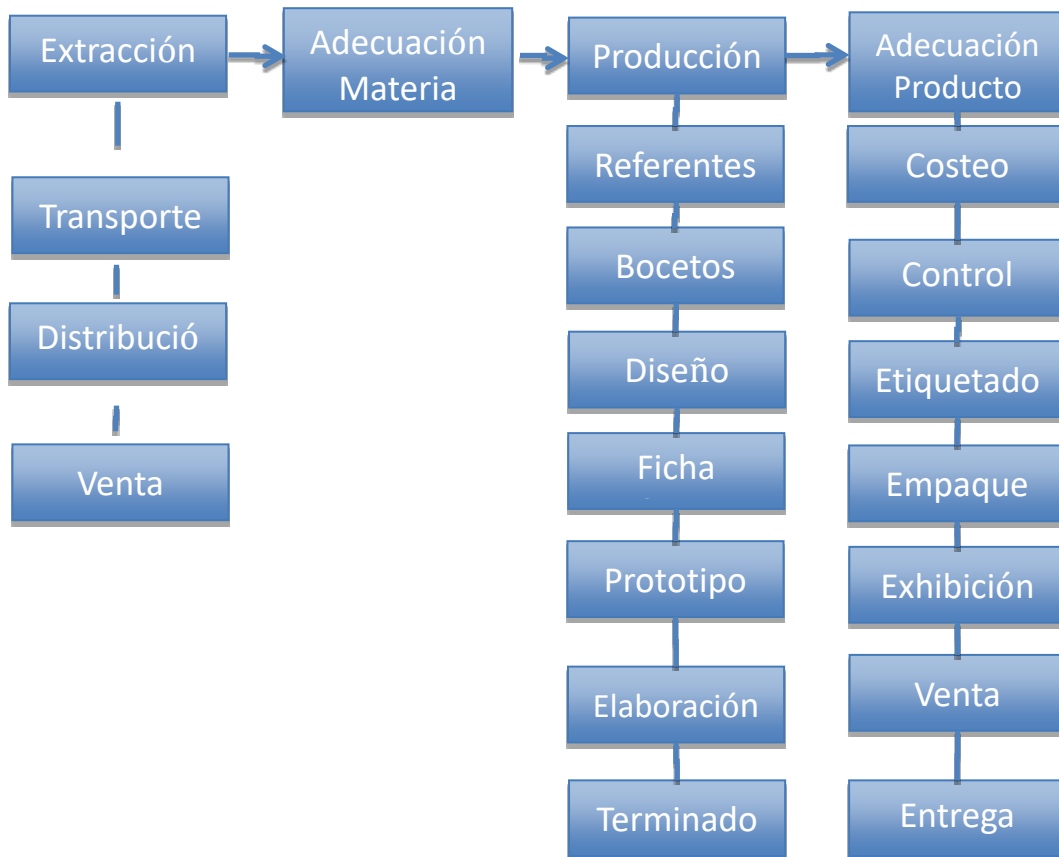 Extracción
Adecuación
Materia
Producción
Adecuación
Producto
Transporte
Distribució
Venta
Referentes
Bocetos
Diseño
Ficha
Prototipo
Elaboración
Terminado
Costeo
Control
Etiquetado
Empaque
Exhibición
Venta
Entrega